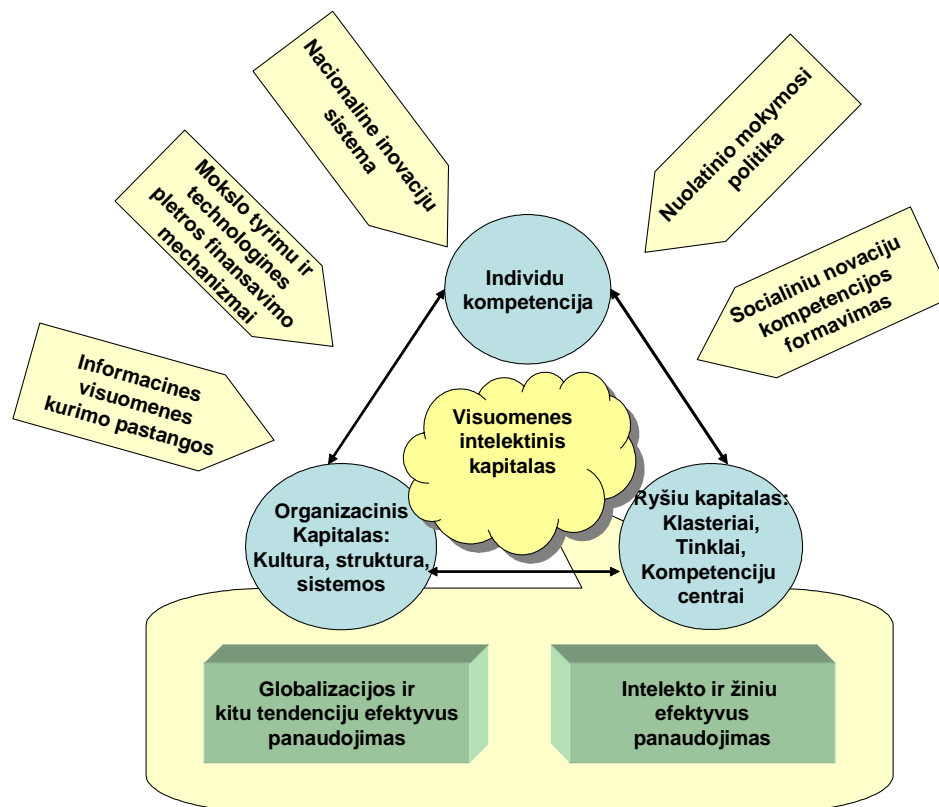 Nacionaline inovaciju
sistema
Mokslo tyrimu ir
technologines
pletros finansavimo
mechanizmai
Informacines
visuomenes
kurimo pastangos
Nuolatinio mokymosi
politika
Socialiniu novaciju
kompetencijos
formavimas
Individu
kompetencija
Visuomenes
intelektinis
kapitalas
Organizacinis
Kapitalas:
Kultura, struktura,
sistemos
Ryšiu kapitalas:
Klasteriai,
Tinklai,
Kompetenciju
centrai
Globalizacijos ir
kitu tendenciju efektyvus
panaudojimas
Intelekto ir žiniu
efektyvus
panaudojimas